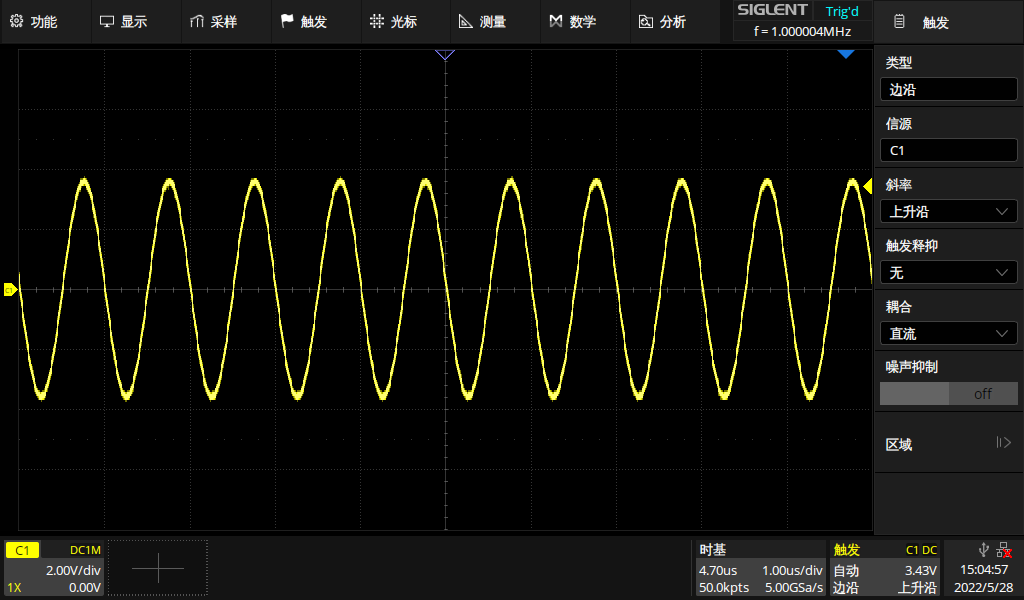 功能 显示 采样 触发 光标 测量 数学 分析
SIGLENT Trig'd
f = 1.000004MHz
触发
类型
边沿
信源
C1
斜率
上升沿
触发释抑
无
耦合
直流
噪声抑制
off
区域
C1
C1 DC1M
2.00V/div
1X 0.00V
时基
4.70us 1.00us/div
50.0kpts 5.00GSa/s
触发 C1 DC
自动 3.43V
边沿 上升沿
15:04:57
2022/5/28